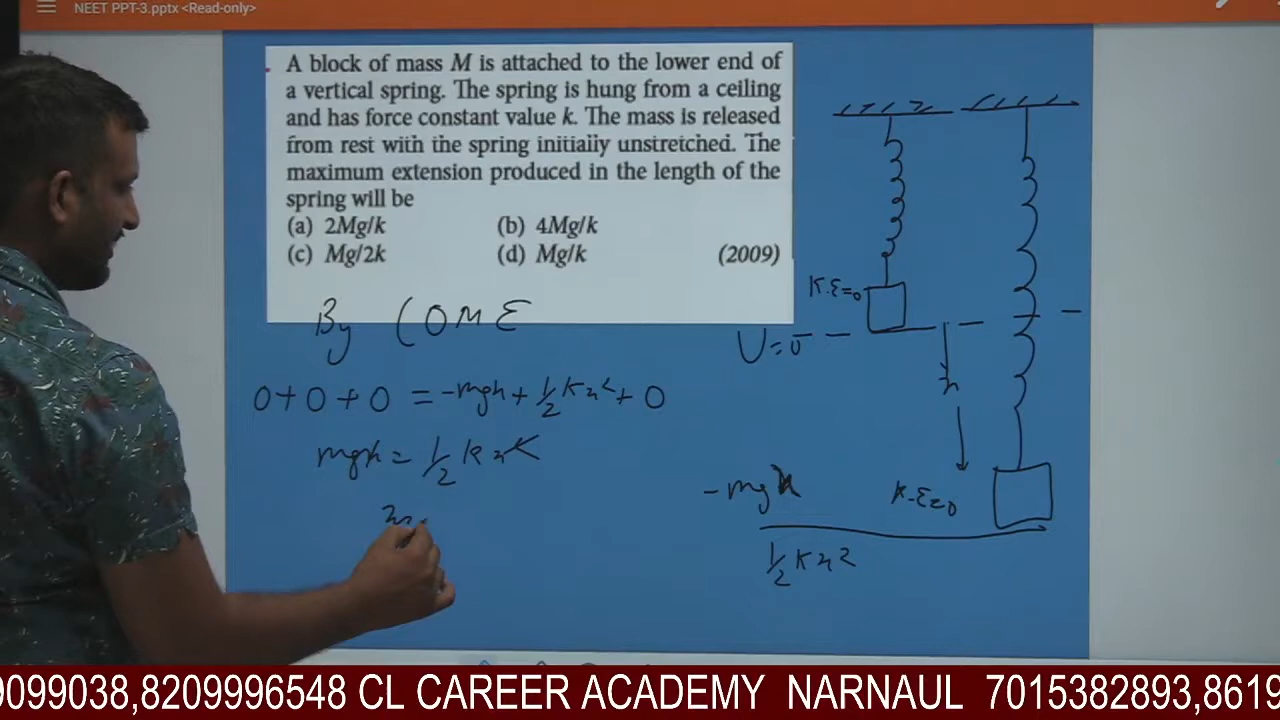 NEET PPT-3.pptx <Read-only>
A block of mass M is attached to the lower end of
a vertical spring. The spring is hung from a ceiling
and has force constant value k. The mass is released
from rest with the spring initially unstretched. The
maximum extension produced in the length of the
spring will be
(a) 2Mg/k (b) 4Mg/k
(c) Mg/2k (d) Mg/k (2009)
By COME
K.E=0
U=0
0+0+0 = -mgx + 1/2 Kx² + 0
mgx = 1/2 kx²
x
-mgx
K.E=0
1/2 Kx²
9099038,8209996548 CL CAREER ACADEMY NARNAUL 7015382893,8619